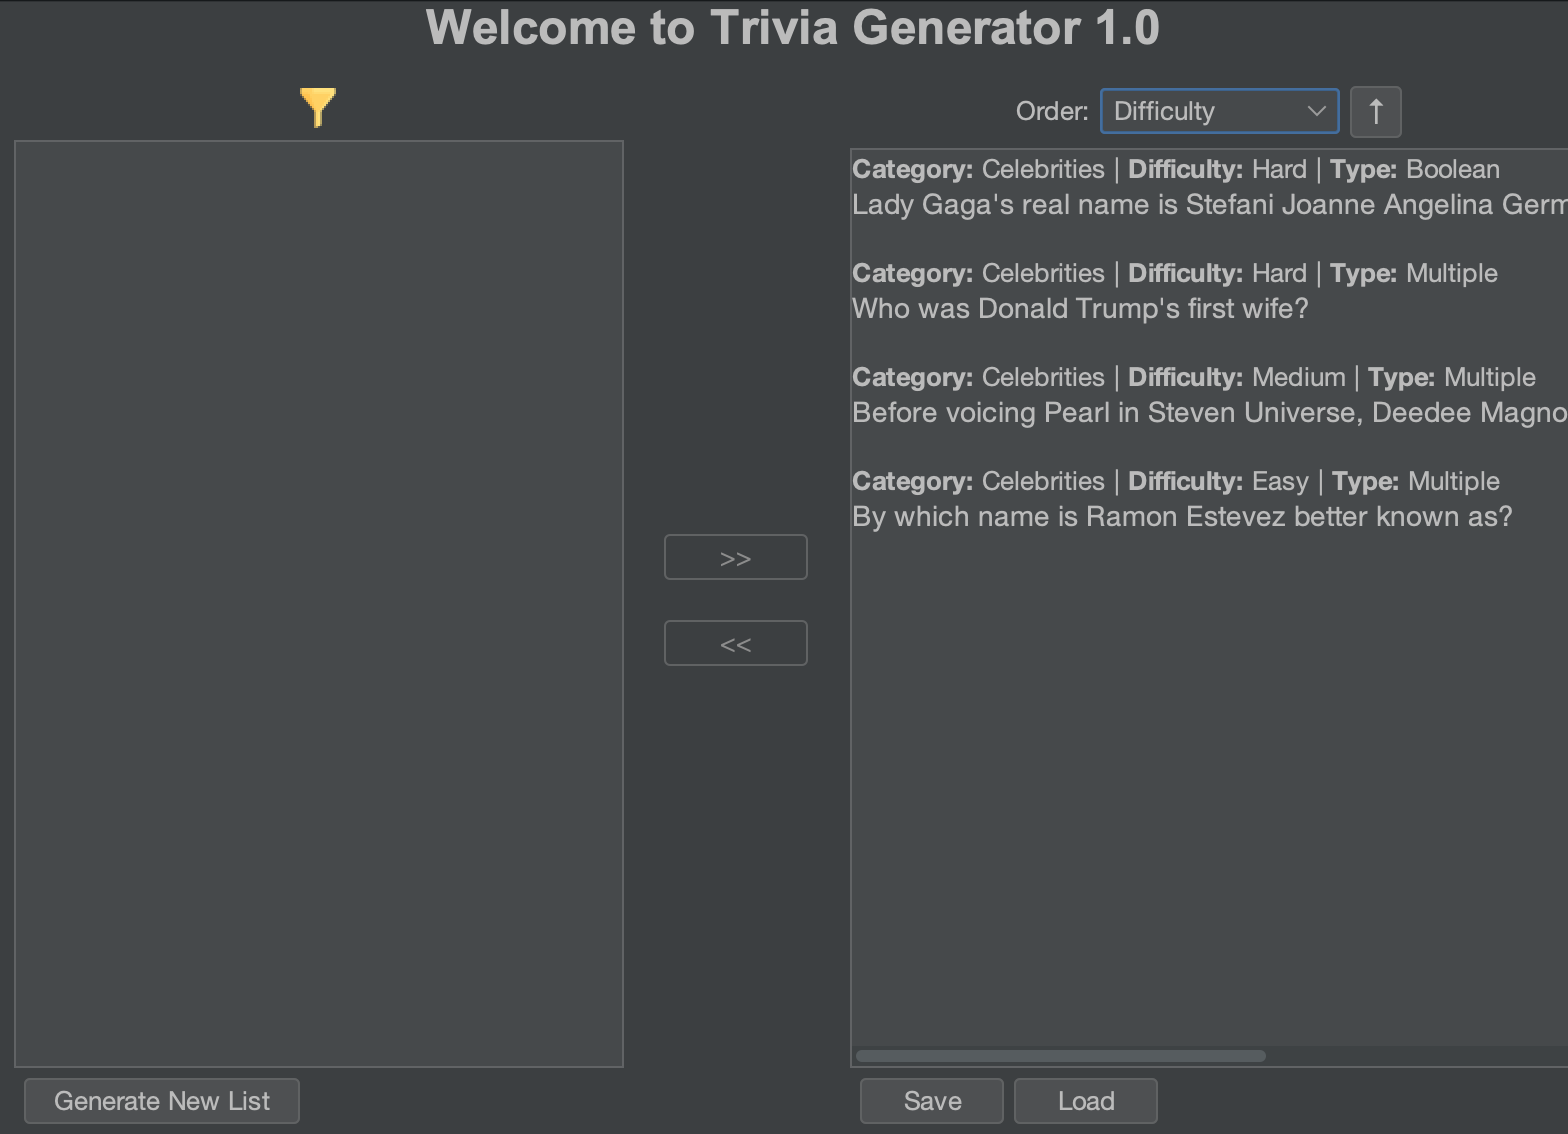 Welcome to Trivia Generator 1.0
Order: Difficulty ↑
Category: Celebrities | Difficulty: Hard | Type: Boolean
Lady Gaga's real name is Stefani Joanne Angelina Germ
Category: Celebrities | Difficulty: Hard | Type: Multiple
Who was Donald Trump's first wife?
Category: Celebrities | Difficulty: Medium | Type: Multiple
Before voicing Pearl in Steven Universe, Deedee Magno
Category: Celebrities | Difficulty: Easy | Type: Multiple
By which name is Ramon Estevez better known as?
>>
<<
Generate New List
Save
Load